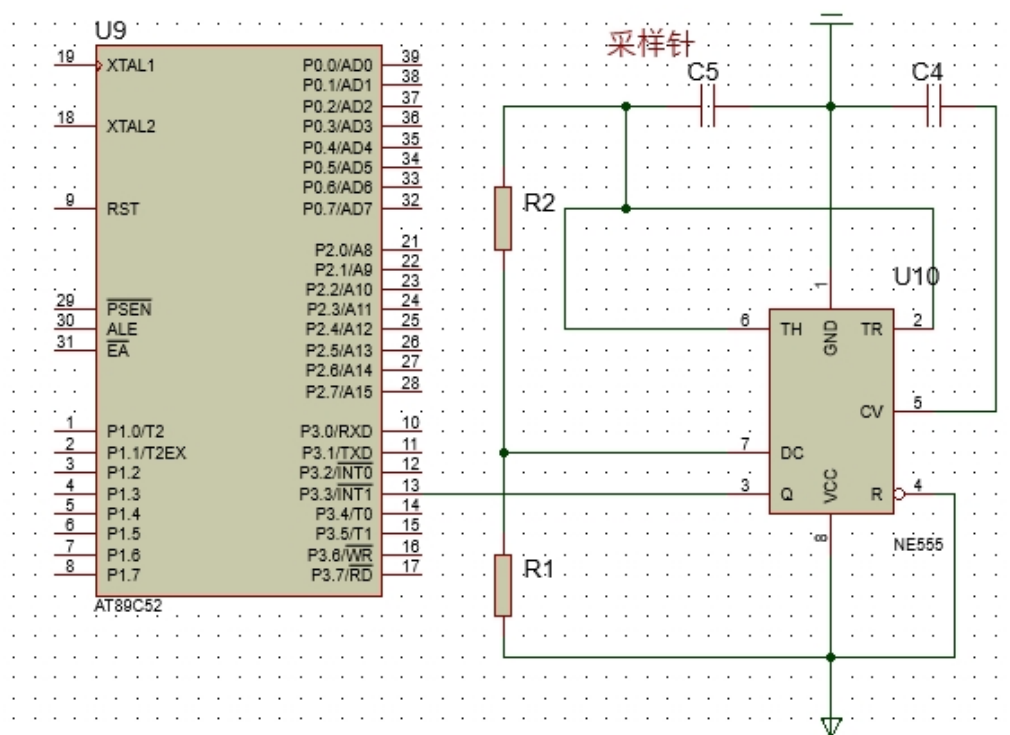 U9
19 XTAL1
18 XTAL2
9 RST
29 PSEN
30 ALE
31 EA
1 P1.0/T2
2 P1.1/T2EX
3 P1.2
4 P1.3
5 P1.4
6 P1.5
7 P1.6
8 P1.7
P0.0/AD0 39
P0.1/AD1 38
P0.2/AD2 37
P0.3/AD3 36
P0.4/AD4 35
P0.5/AD5 34
P0.6/AD6 33
P0.7/AD7 32
P2.0/A8 21
P2.1/A9 22
P2.2/A10 23
P2.3/A11 24
P2.4/A12 25
P2.5/A13 26
P2.6/A14 27
P2.7/A15 28
P3.0/RXD 10
P3.1/TXD 11
P3.2/INT0 12
P3.3/INT1 13
P3.4/T0 14
P3.5/T1 15
P3.6/WR 16
P3.7/RD 17
AT89C52
采样针
C5
C4
R2
R1
U10
1
GND
6 TH
TR 2
CV 5
7 DC
3 Q
VCC
8
R 4
NE555